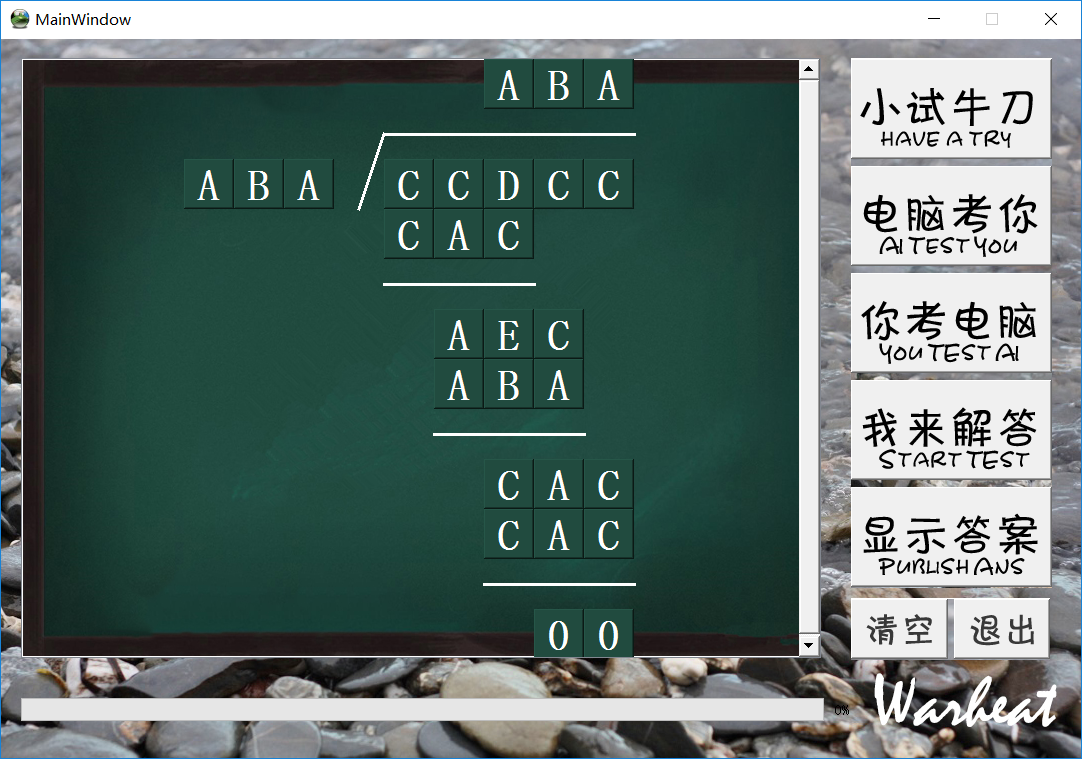 MainWindow
A B A
A B A C C D C C
C A C
A E C
A B A
C A C
C A C
0 0
小试牛刀
HAVE A TRY
电脑考你
AI TEST YOU
你考电脑
YOU TEST AI
我来解答
START TEST
显示答案
PUBLISH ANS
清空 退出
0%
Warheat